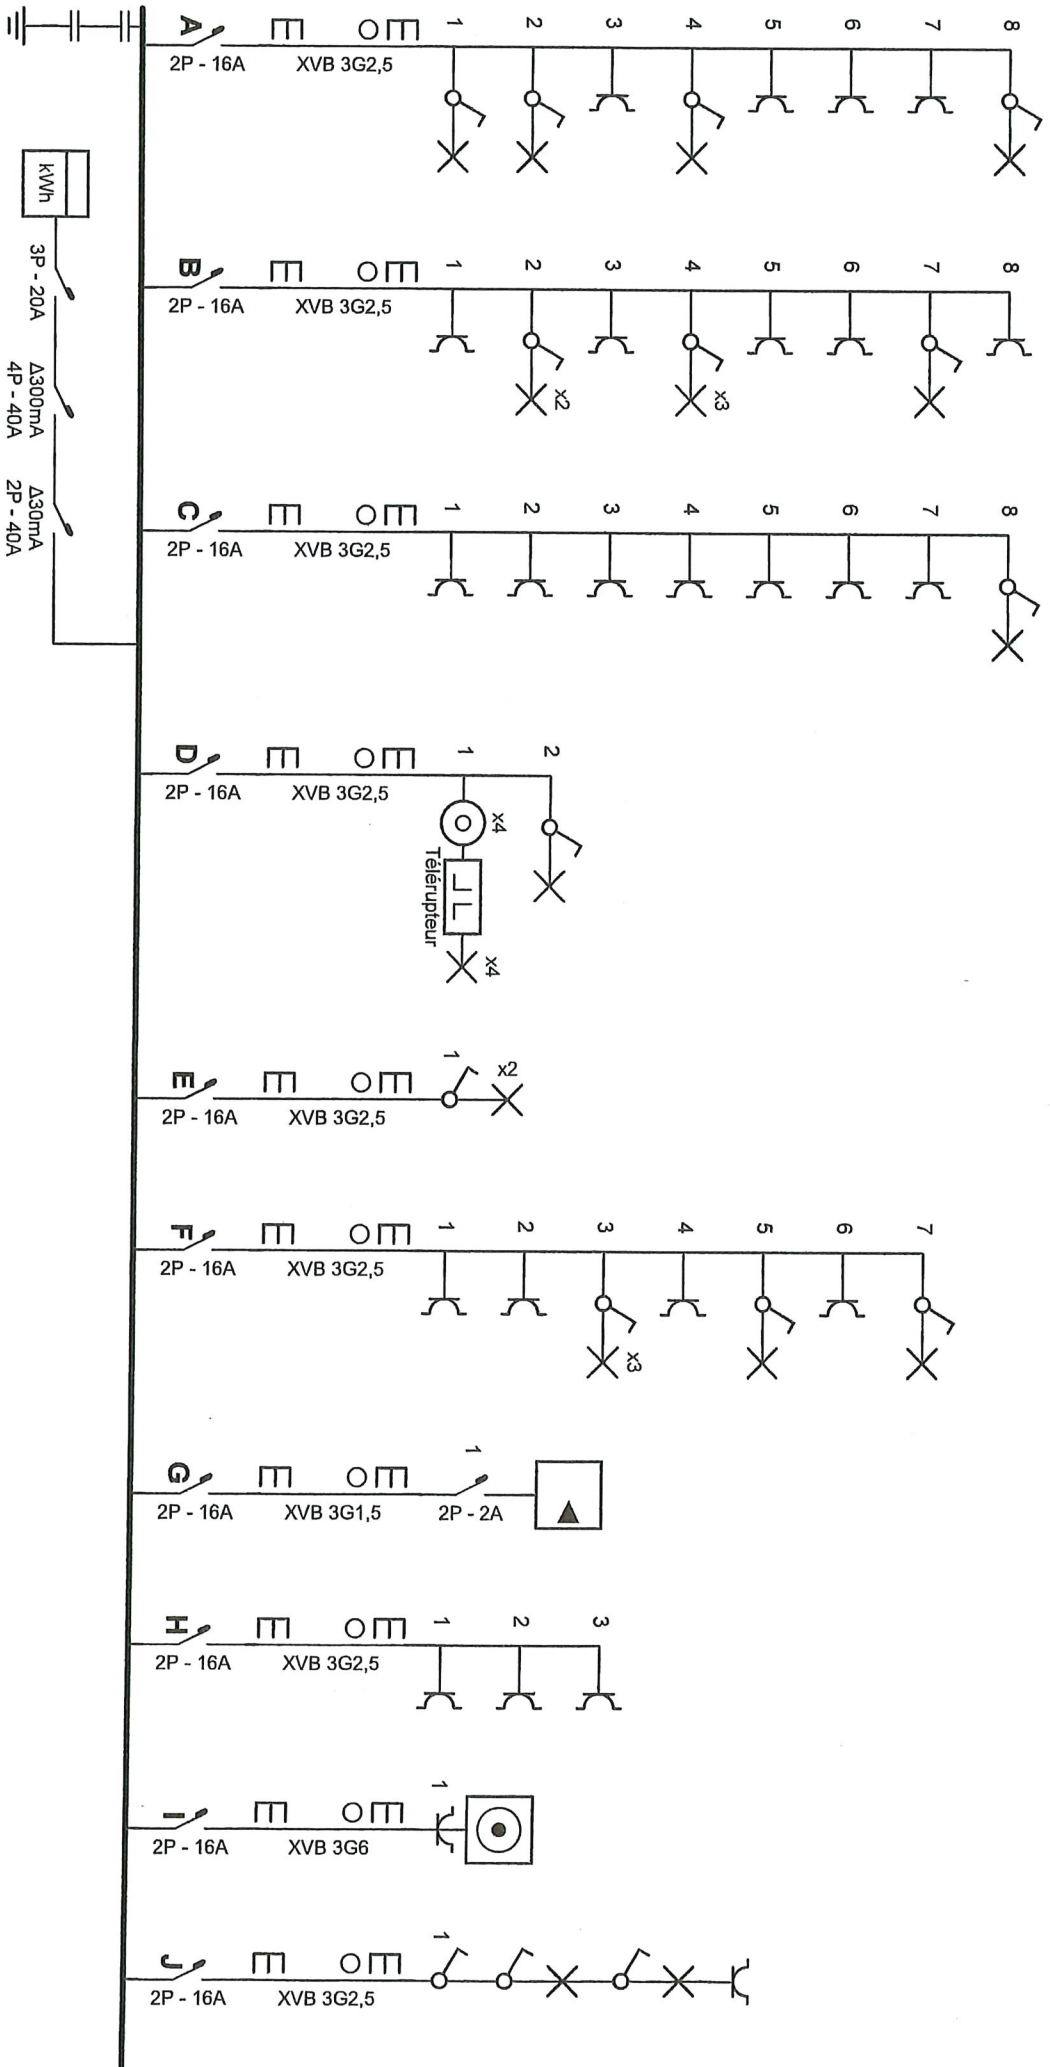 kWh
3P - 20A
Δ300mA
4P - 40A
Δ30mA
2P - 40A
A
2P - 16A
XVB 3G2,5
1 2 3 4 5 6 7 8
B
2P - 16A
XVB 3G2,5
1 2 3 4 5 6 7 8
x2
x3
C
2P - 16A
XVB 3G2,5
1 2 3 4 5 6 7 8
D
2P - 16A
XVB 3G2,5
1 2
x4
Télérupteur
x4
E
2P - 16A
XVB 3G2,5
1
x2
F
2P - 16A
XVB 3G2,5
1 2 3 4 5 6 7
x3
G
2P - 16A
XVB 3G1,5
1
2P - 2A
H
2P - 16A
XVB 3G2,5
1 2 3
I
2P - 16A
XVB 3G6
1
J
2P - 16A
XVB 3G2,5
1